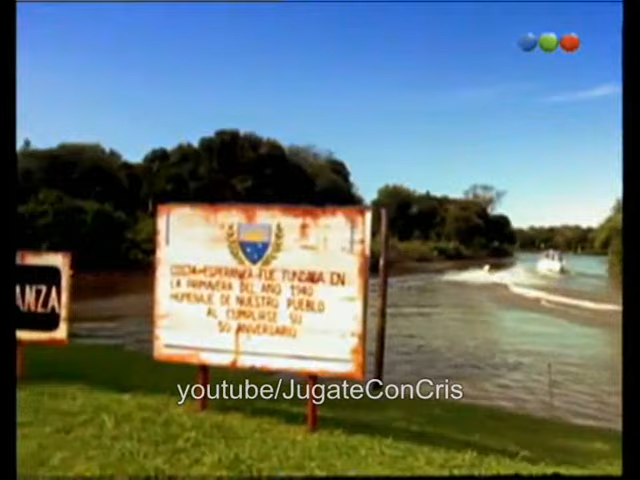 COCHA-ESPERANZA FUE FUNDADA EN
LA PRIMAVERA DEL AÑO 1940
HOMENAJE DE NUESTRO PUEBLO
AL CUMPLIRSE SU
50 ANIVERSARIO
ANZA
youtube/JugateConCris